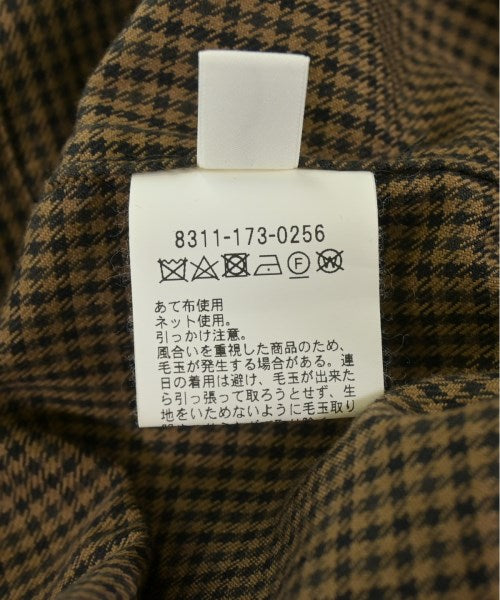 8311-173-0256
F W
あて布使用
ネット使用。
引っかけ注意。
風合いを重視した商品のため、
毛玉が発生する場合がある。連
日の着用は避け、毛玉が出来た
ら引っ張って取ろうとせず、生
地をいためないように毛玉取り